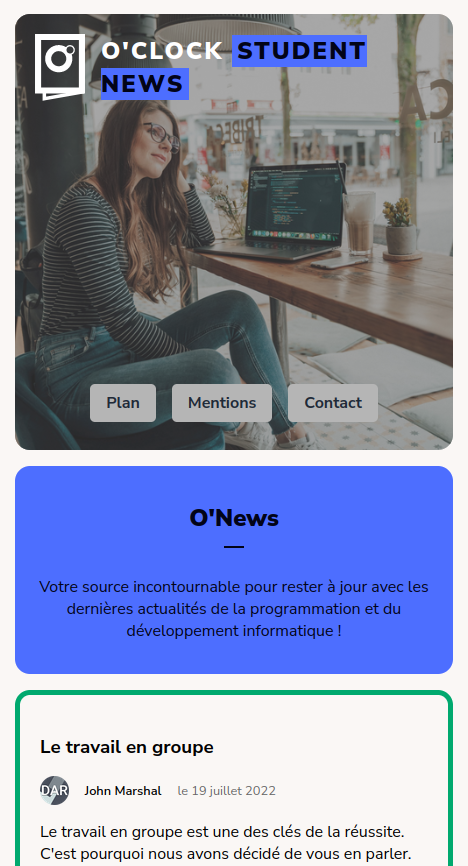 O'CLOCK STUDENT
NEWS
Plan
Mentions
Contact
O'News
Votre source incontournable pour rester à jour avec les
dernières actualités de la programmation et du
développement informatique !
Le travail en groupe
DAR
John Marshal
le 19 juillet 2022
Le travail en groupe est une des clés de la réussite.
C'est pourquoi nous avons décidé de vous en parler.